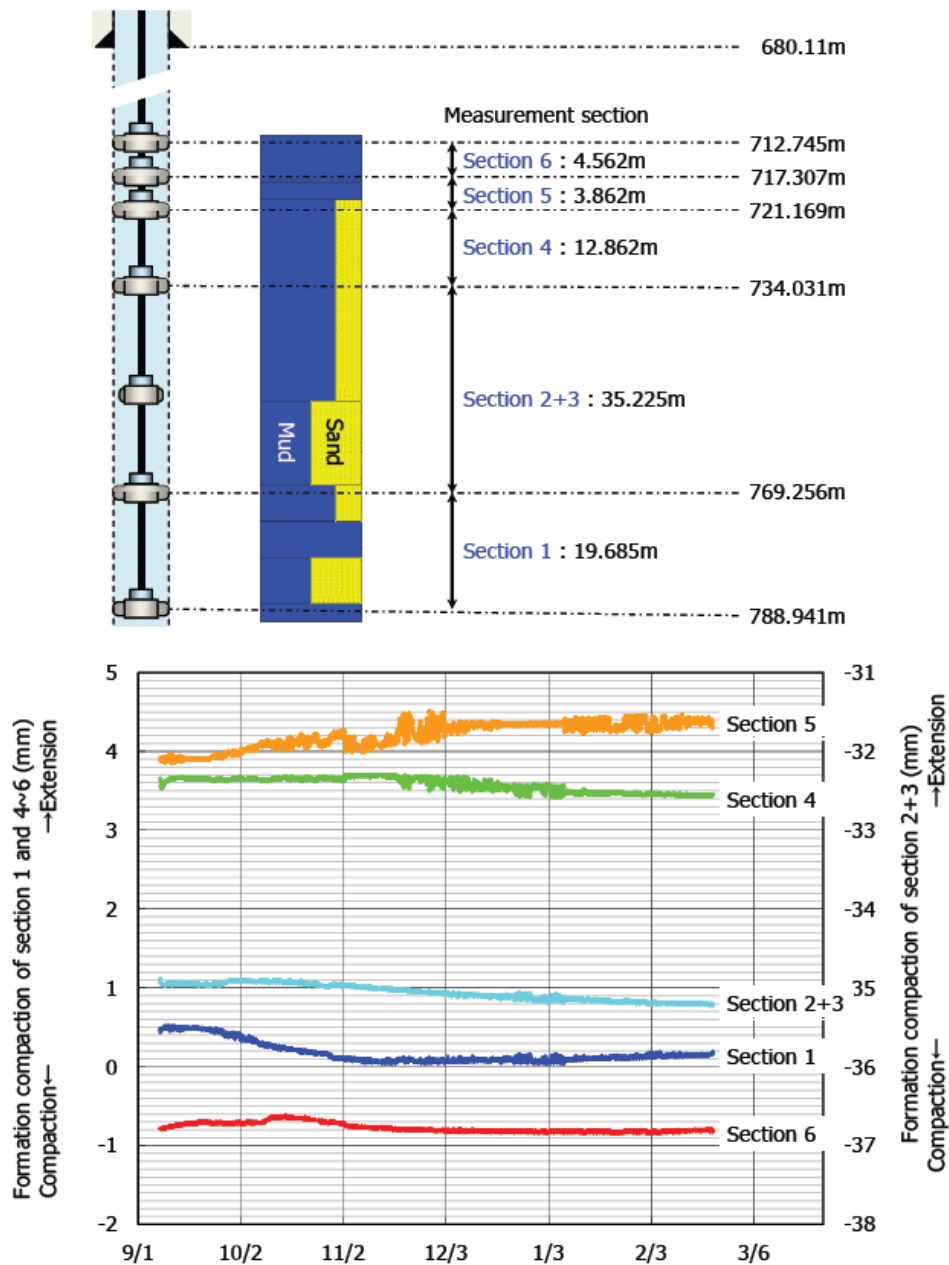 680.11m
Measurement section
712.745m
Section 6 : 4.562m
717.307m
Section 5 : 3.862m
721.169m
Section 4 : 12.862m
734.031m
Section 2+3 : 35.225m
Mud
Sand
769.256m
Section 1 : 19.685m
788.941m
Formation compaction of section 1 and 4~6 (mm)
Compaction← →Extension
5
4
3
2
1
0
-1
-2
Section 5
Section 4
Section 2+3
Section 1
Section 6
-31
-32
-33
-34
-35
-36
-37
-38
Formation compaction of section 2+3 (mm)
Compaction← →Extension
9/1 10/2 11/2 12/3 1/3 2/3 3/6